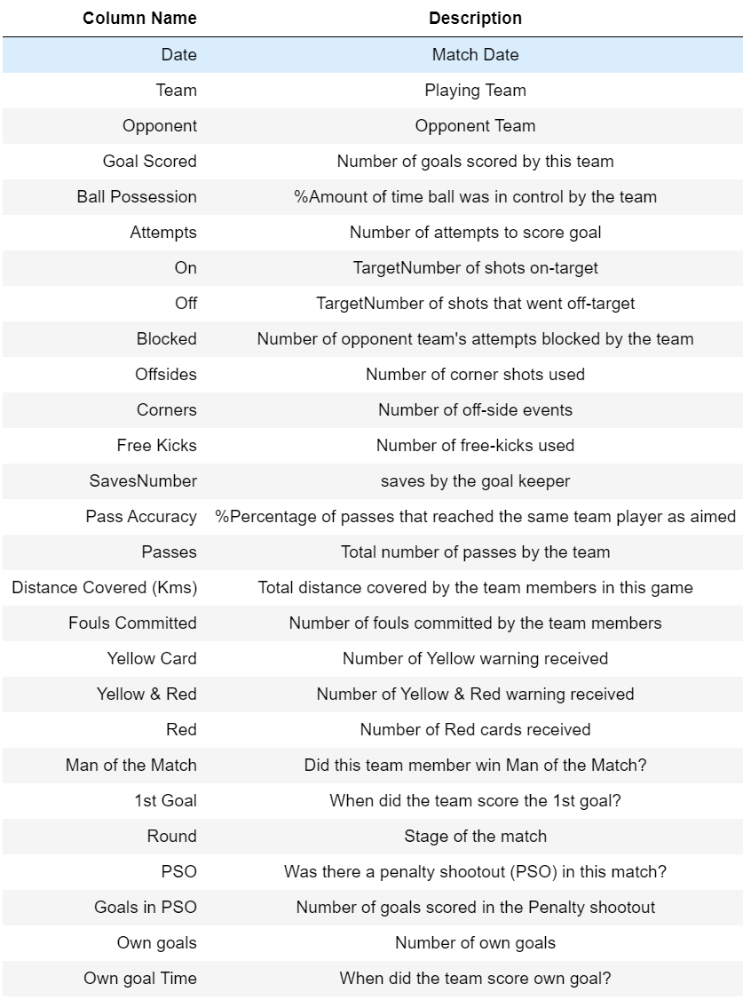 Column Name Description
Date Match Date
Team Playing Team
Opponent Opponent Team
Goal Scored Number of goals scored by this team
Ball Possession %Amount of time ball was in control by the team
Attempts Number of attempts to score goal
On TargetNumber of shots on-target
Off TargetNumber of shots that went off-target
Blocked Number of opponent team's attempts blocked by the team
Offsides Number of corner shots used
Corners Number of off-side events
Free Kicks Number of free-kicks used
SavesNumber saves by the goal keeper
Pass Accuracy %Percentage of passes that reached the same team player as aimed
Passes Total number of passes by the team
Distance Covered (Kms) Total distance covered by the team members in this game
Fouls Committed Number of fouls committed by the team members
Yellow Card Number of Yellow warning received
Yellow & Red Number of Yellow & Red warning received
Red Number of Red cards received
Man of the Match Did this team member win Man of the Match?
1st Goal When did the team score the 1st goal?
Round Stage of the match
PSO Was there a penalty shootout (PSO) in this match?
Goals in PSO Number of goals scored in the Penalty shootout
Own goals Number of own goals
Own goal Time When did the team score own goal?